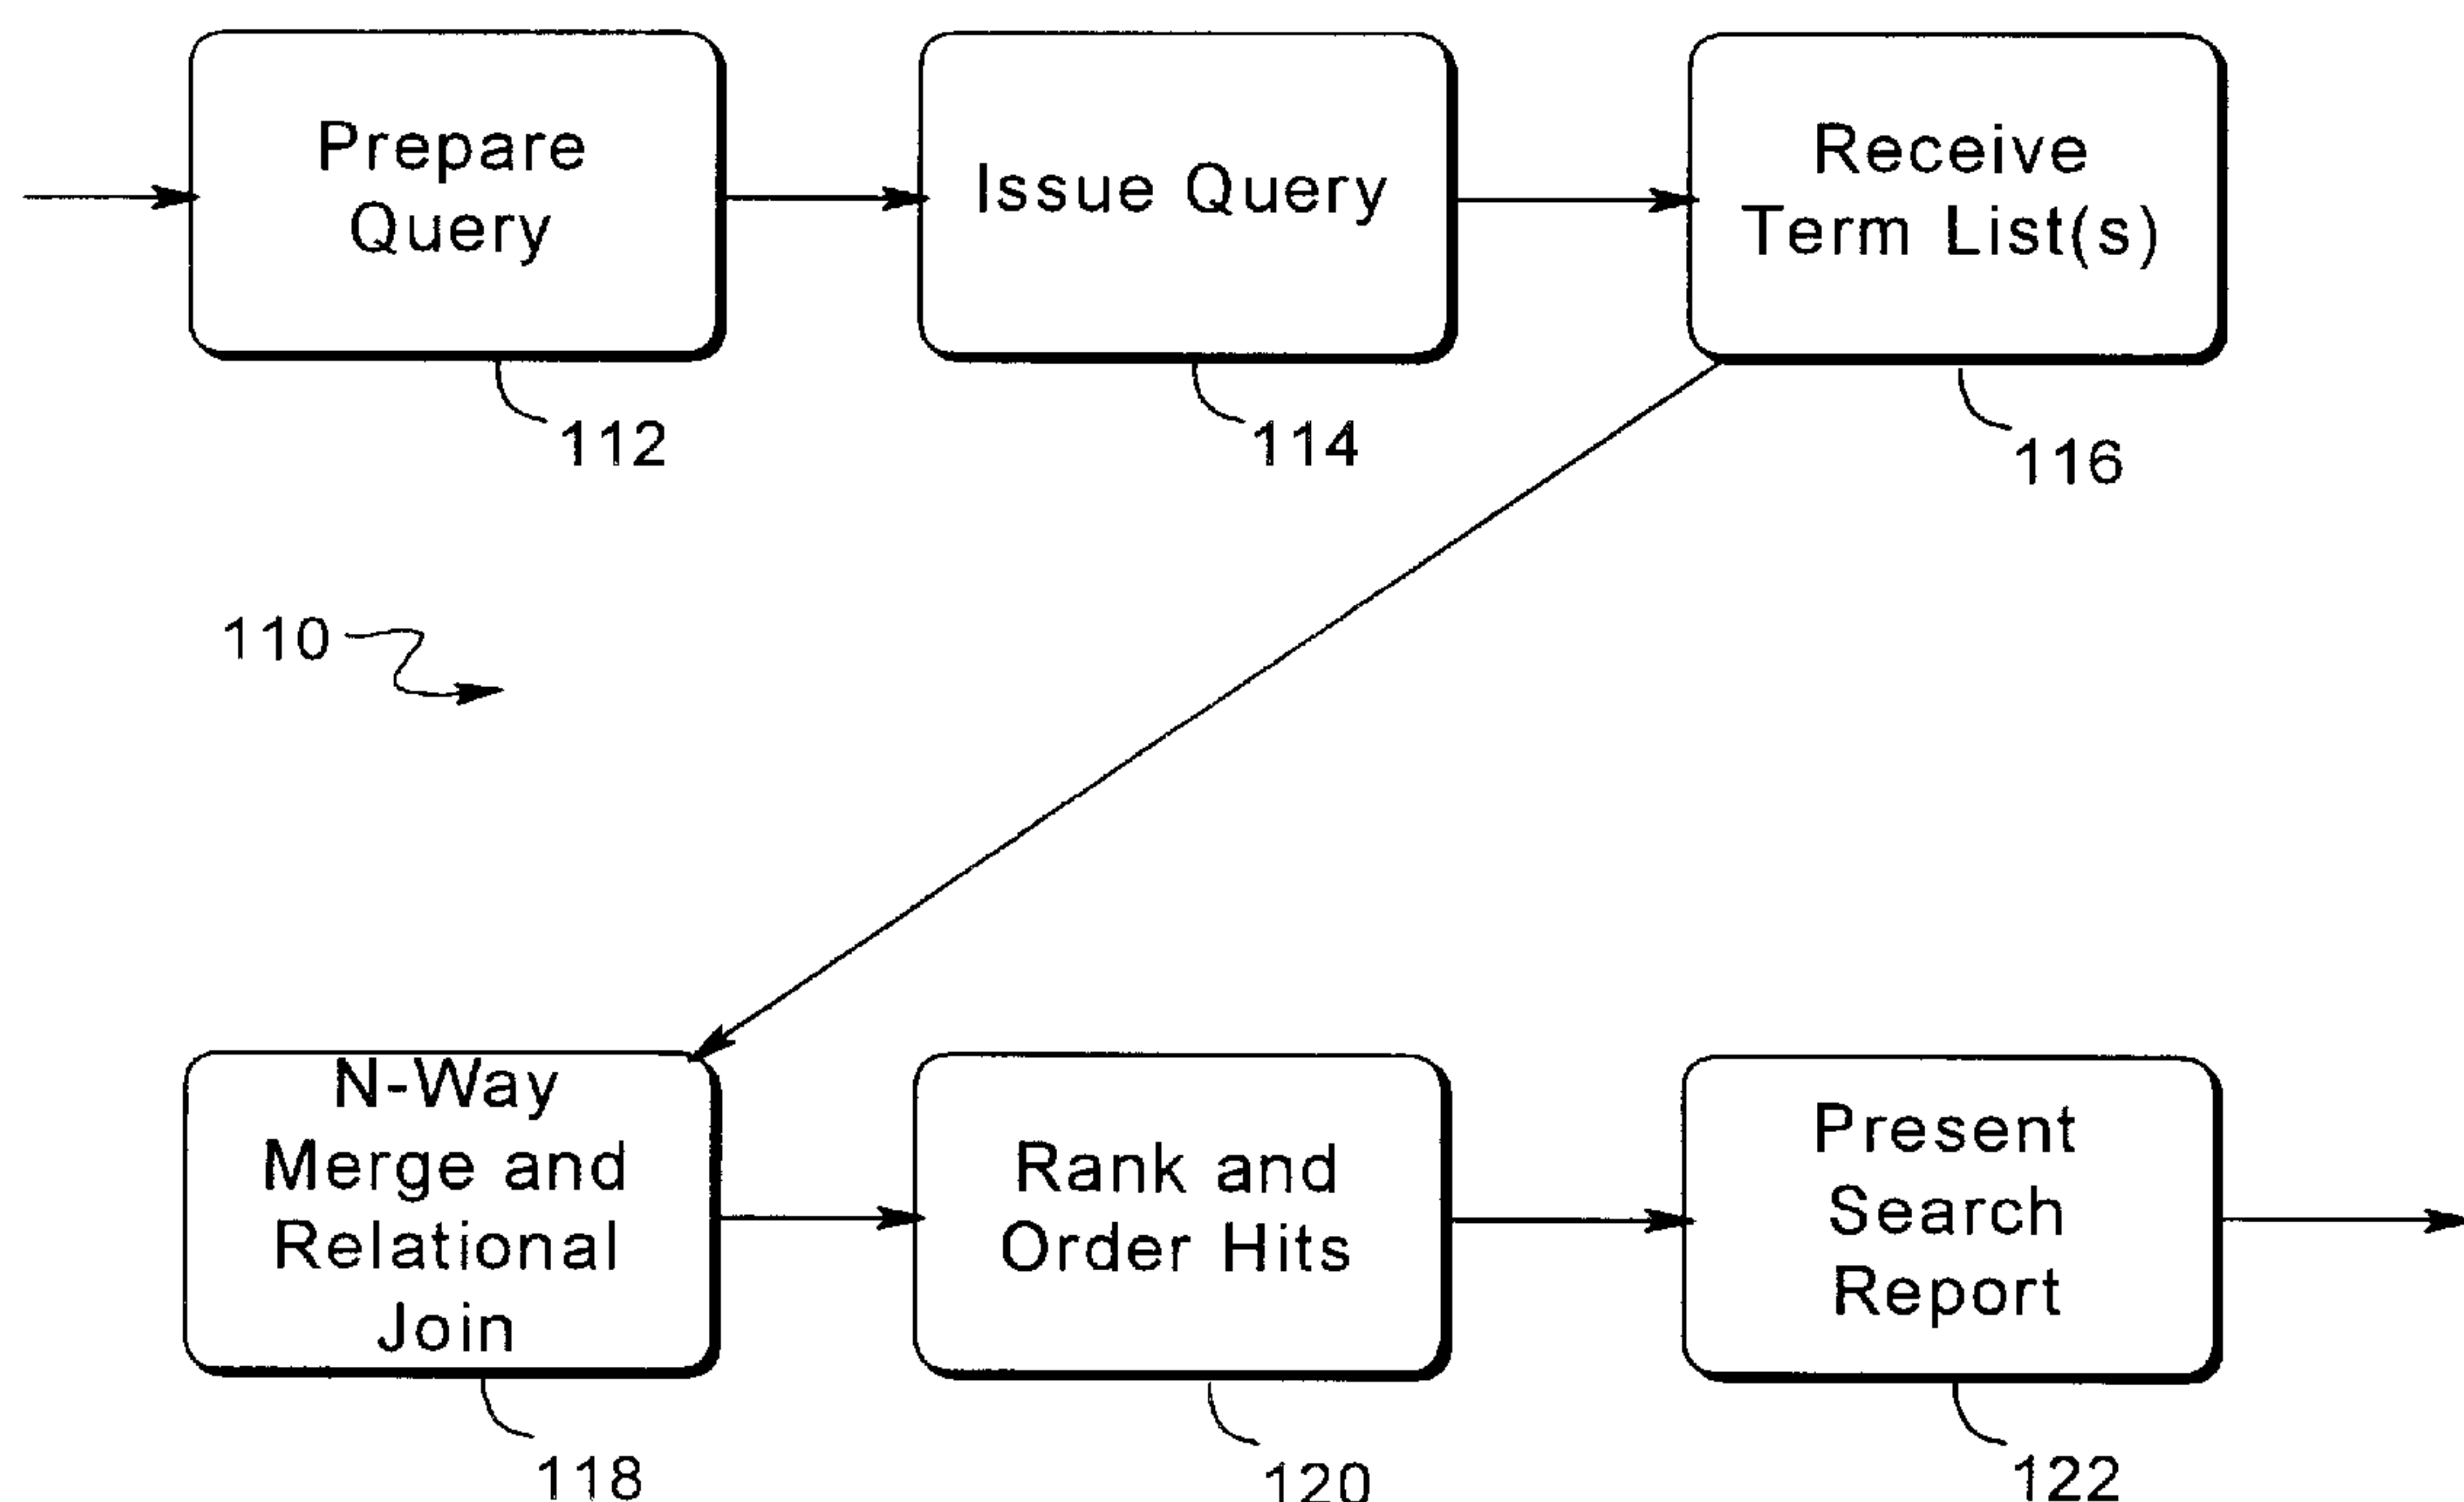 Prepare
Query
Issue Query
Receive
Term List(s)
112
114
116
110
N-Way
Merge and
Relational
Join
Rank and
Order Hits
Present
Search
Report
118
120
122